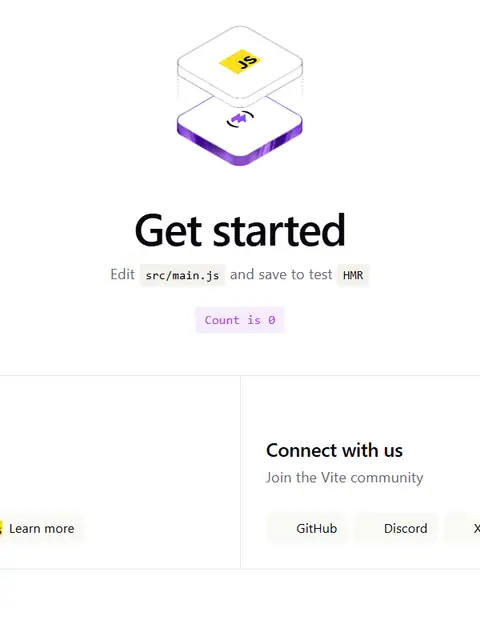 JS
Get started
Edit src/main.js and save to test HMR
Count is 0
Connect with us
Join the Vite community
Learn more
GitHub
Discord
X